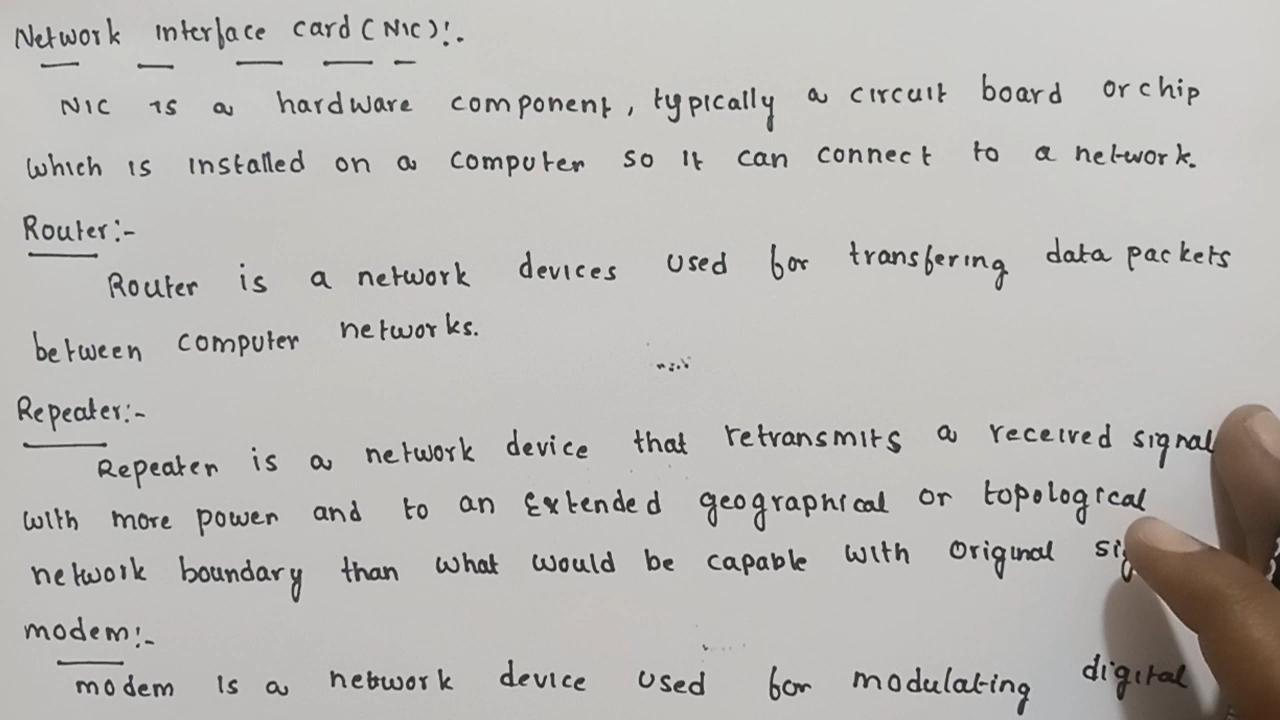 Network Interface card (NIC):-
NIC is a hardware component, typically a circuit board or chip
which is installed on a computer so it can connect to a network.
Router:-
Router is a network devices used for transfering data packets
between computer networks.
Repeater:-
Repeater is a network device that retransmits a received signal
with more power and to an extended geographical or topological
network boundary than what would be capable with original
modem:-
modem is a network device used for modulating digital